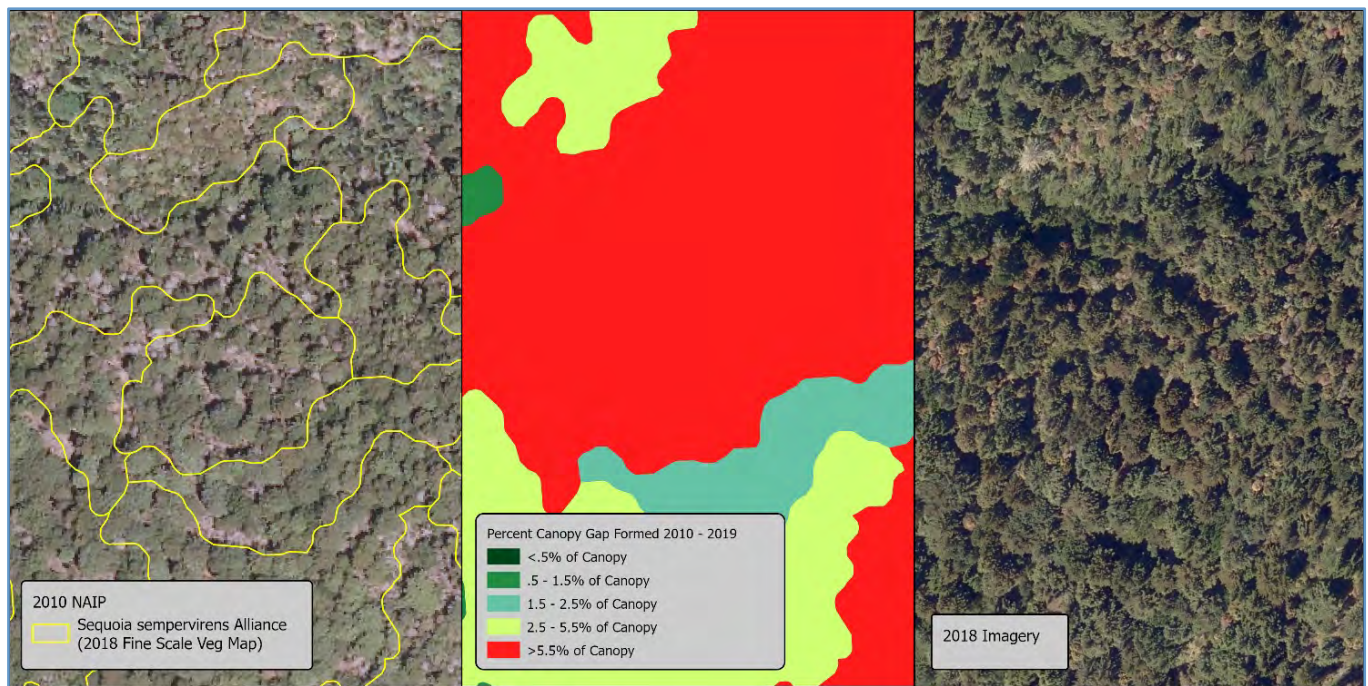 2010 NAIP
Sequoia sempervirens Alliance
(2018 Fine Scale Veg Map)
Percent Canopy Gap Formed 2010 - 2019
<.5% of Canopy
.5 - 1.5% of Canopy
1.5 - 2.5% of Canopy
2.5 - 5.5% of Canopy
>5.5% of Canopy
2018 Imagery